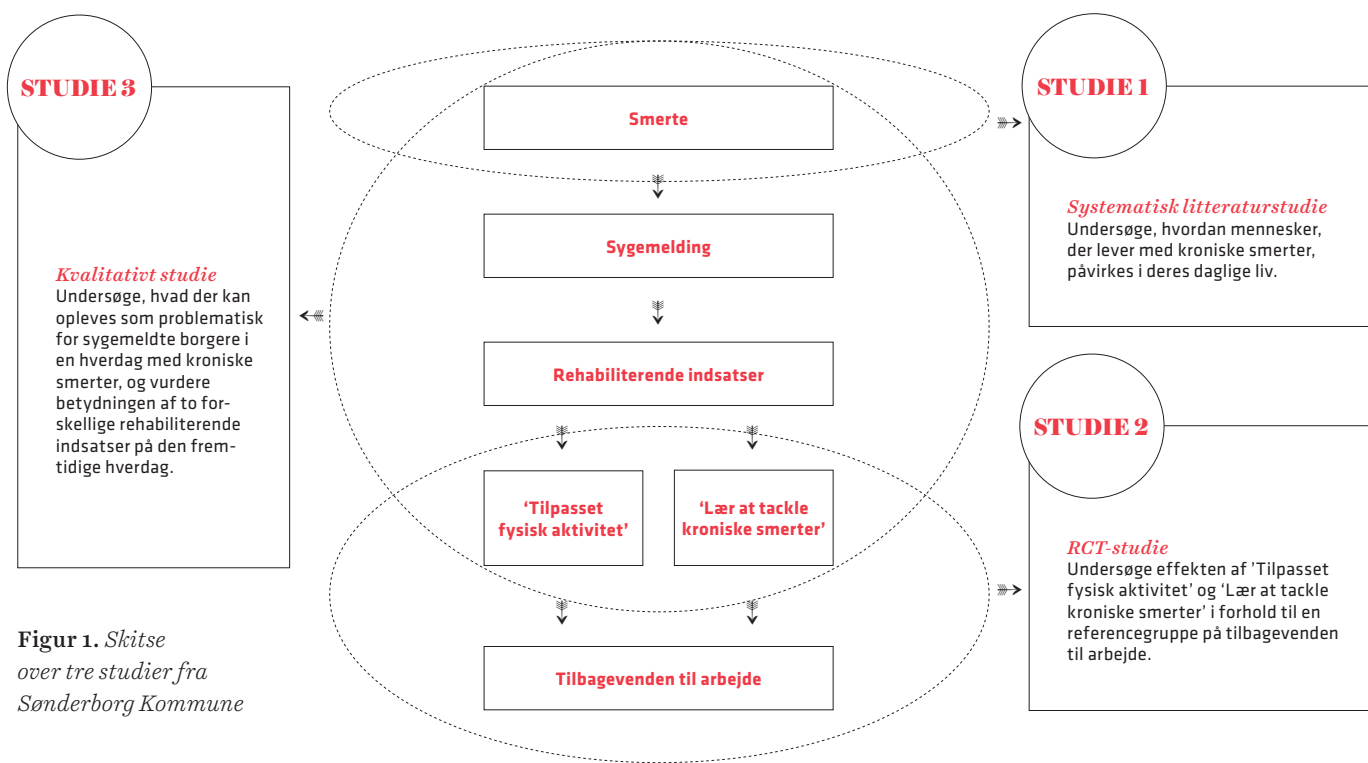 STUDIE 3
Kvalitativt studie
Undersøge, hvad der kan
opleves som problematisk
for sygemeldte borgere i
en hverdag med kroniske
smerter, og vurdere
betydningen af to for-
skellige rehabiliterende
indsatser på den frem-
tidige hverdag.
Smerte
Sygemelding
Rehabiliterende indsatser
‘Tilpasset
fysisk aktivitet’
‘Lær at tackle
kroniske smerter’
Tilbagevenden til arbejde
STUDIE 1
Systematisk litteraturstudie
Undersøge, hvordan mennesker,
der lever med kroniske smerter,
påvirkes i deres daglige liv.
STUDIE 2
RCT-studie
Undersøge effekten af ’Tilpasset
fysisk aktivitet’ og ‘Lær at tackle
kroniske smerter’ i forhold til en
referencegruppe på tilbagevenden
til arbejde.
Figur 1. Skitse
over tre studier fra
Sønderborg Kommune